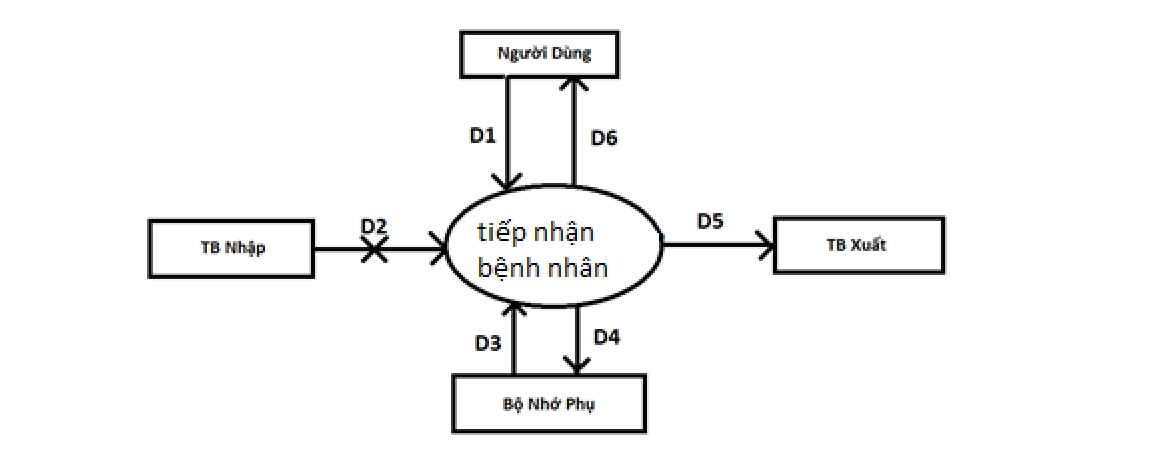 Người Dùng
D1
D6
D2
D5
TB Nhập
tiếp nhận
bệnh nhân
TB Xuất
D3
D4
Bộ Nhớ Phụ